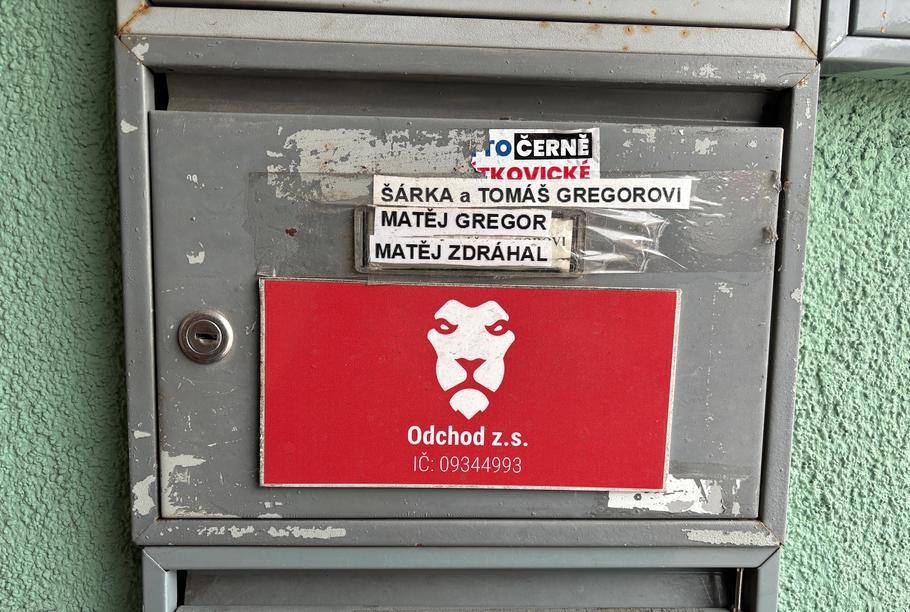 TO ČERNĚ
TKOVICKÉ
ŠÁRKA a TOMÁŠ GREGOROVI
MATĚJ GREGOR
MATĚJ ZDRÁHAL
Odchod z.s.
IČ: 09344993